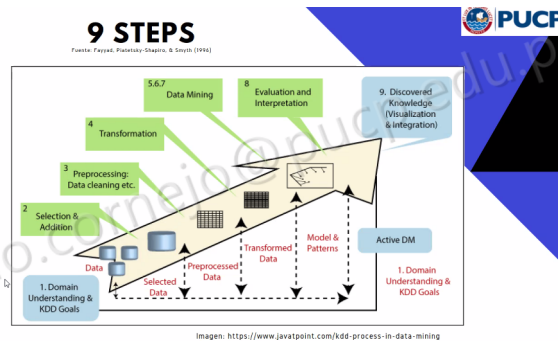 9 STEPS
Fuente: Fayyad, Piatetsky-Shapiro, & Smyth (1996)
PUCP
5.6.7
Data Mining
8
Evaluation and
Interpretation
9. Discovered
Knowledge
(Visualization
& Integration)
4
Transformation
3
Preprocessing:
Data cleaning etc.
2
Selection &
Addition
Data
Selected
Data
Preprocessed
Data
Transformed
Data
Model &
Patterns
Active DM
1. Domain
Understanding &
KDD Goals
1. Domain
Understanding &
KDD Goals
o.cornejo@pucp.edu.p
Imagen: https://www.javatpoint.com/kdd-process-in-data-mining